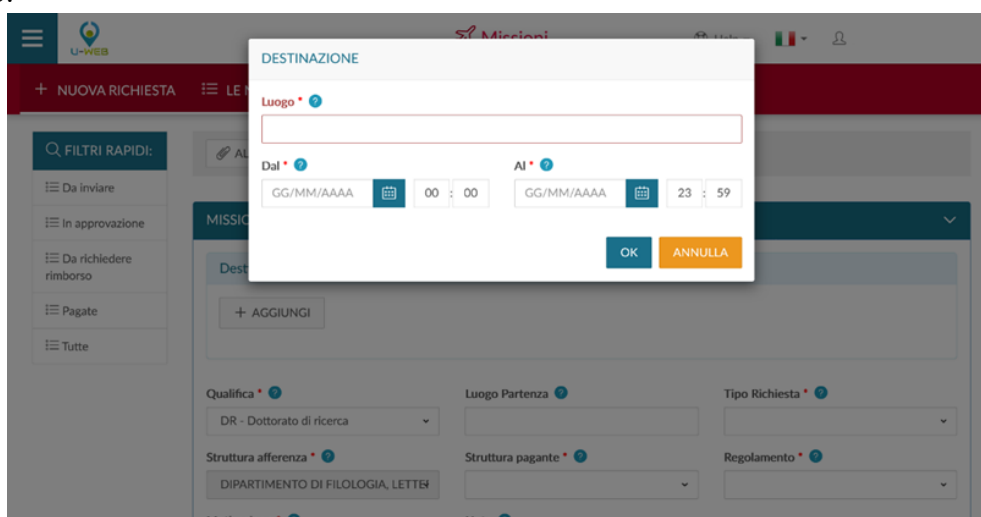 U-WEB
Missioni
Help
DESTINAZIONE
+ NUOVA RICHIESTA
LE
Luogo *
FILTRI RAPIDI:
AL
Dal *
Al *
GG/MM/AAAA
00 : 00
GG/MM/AAAA
23 : 59
Da inviare
In approvazione
MISSIO
OK
ANNULLA
Da richiedere
rimborso
Dest
+ AGGIUNGI
Pagate
Tutte
Qualifica *
Luogo Partenza
Tipo Richiesta *
DR - Dottorato di ricerca
Struttura afferenza *
Struttura pagante *
Regolamento *
DIPARTIMENTO DI FILOLOGIA, LETTE